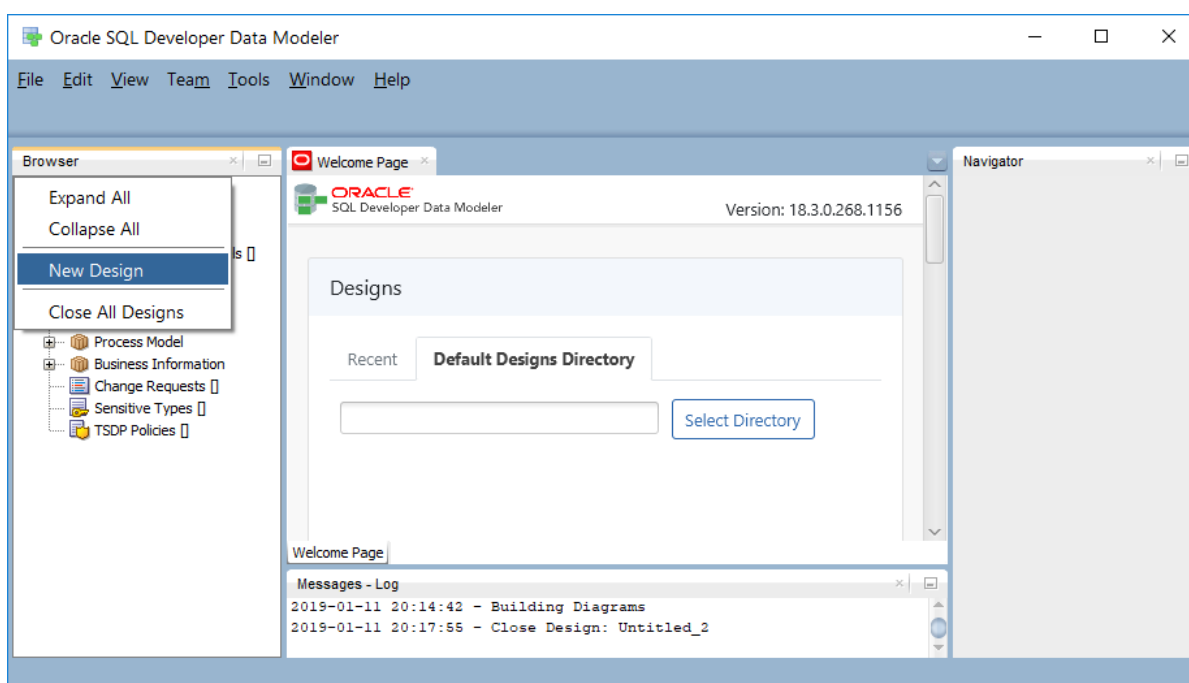 Oracle SQL Developer Data Modeler
File Edit View Team Tools Window Help
Browser
Expand All
Collapse All
ls []
New Design
Close All Designs
Process Model
Business Information
Change Requests []
Sensitive Types []
TSDP Policies []
Welcome Page
ORACLE
SQL Developer Data Modeler
Version: 18.3.0.268.1156
Designs
Recent Default Designs Directory
Select Directory
Welcome Page
Messages - Log
2019-01-11 20:14:42 - Building Diagrams
2019-01-11 20:17:55 - Close Design: Untitled_2
Navigator